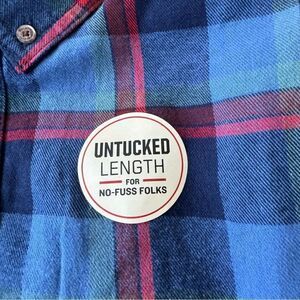 UNTUCKED
LENGTH
FOR
NO-FUSS FOLKS